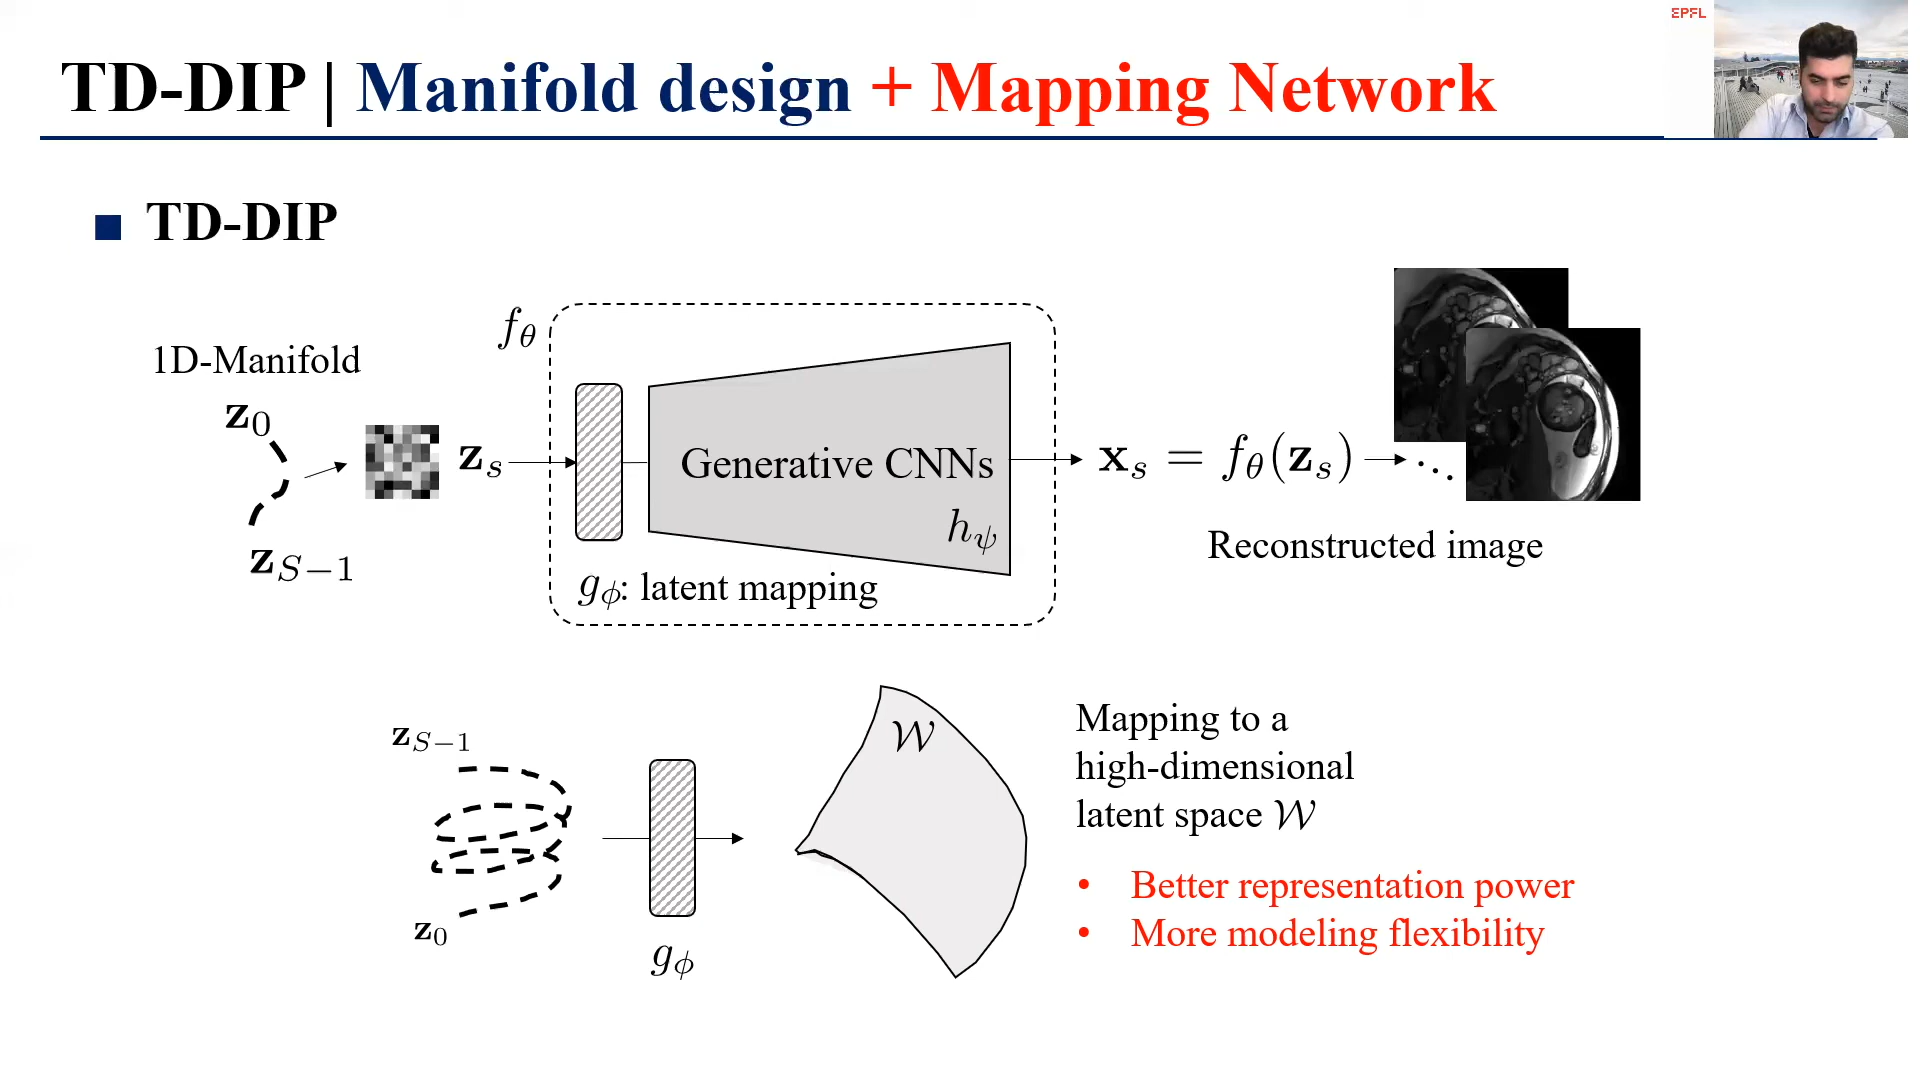 EPFL
TD-DIP | Manifold design + Mapping Network
■ TD-DIP
1D-Manifold
z_0
z_{S−1}
z_s
f_θ
Generative CNNs
h_ψ
g_ϕ: latent mapping
x_s = f_θ(z_s)
⋱
Reconstructed image
z_{S−1}
z_0
g_ϕ
𝒲
Mapping to a
high-dimensional
latent space 𝒲
• Better representation power
• More modeling flexibility